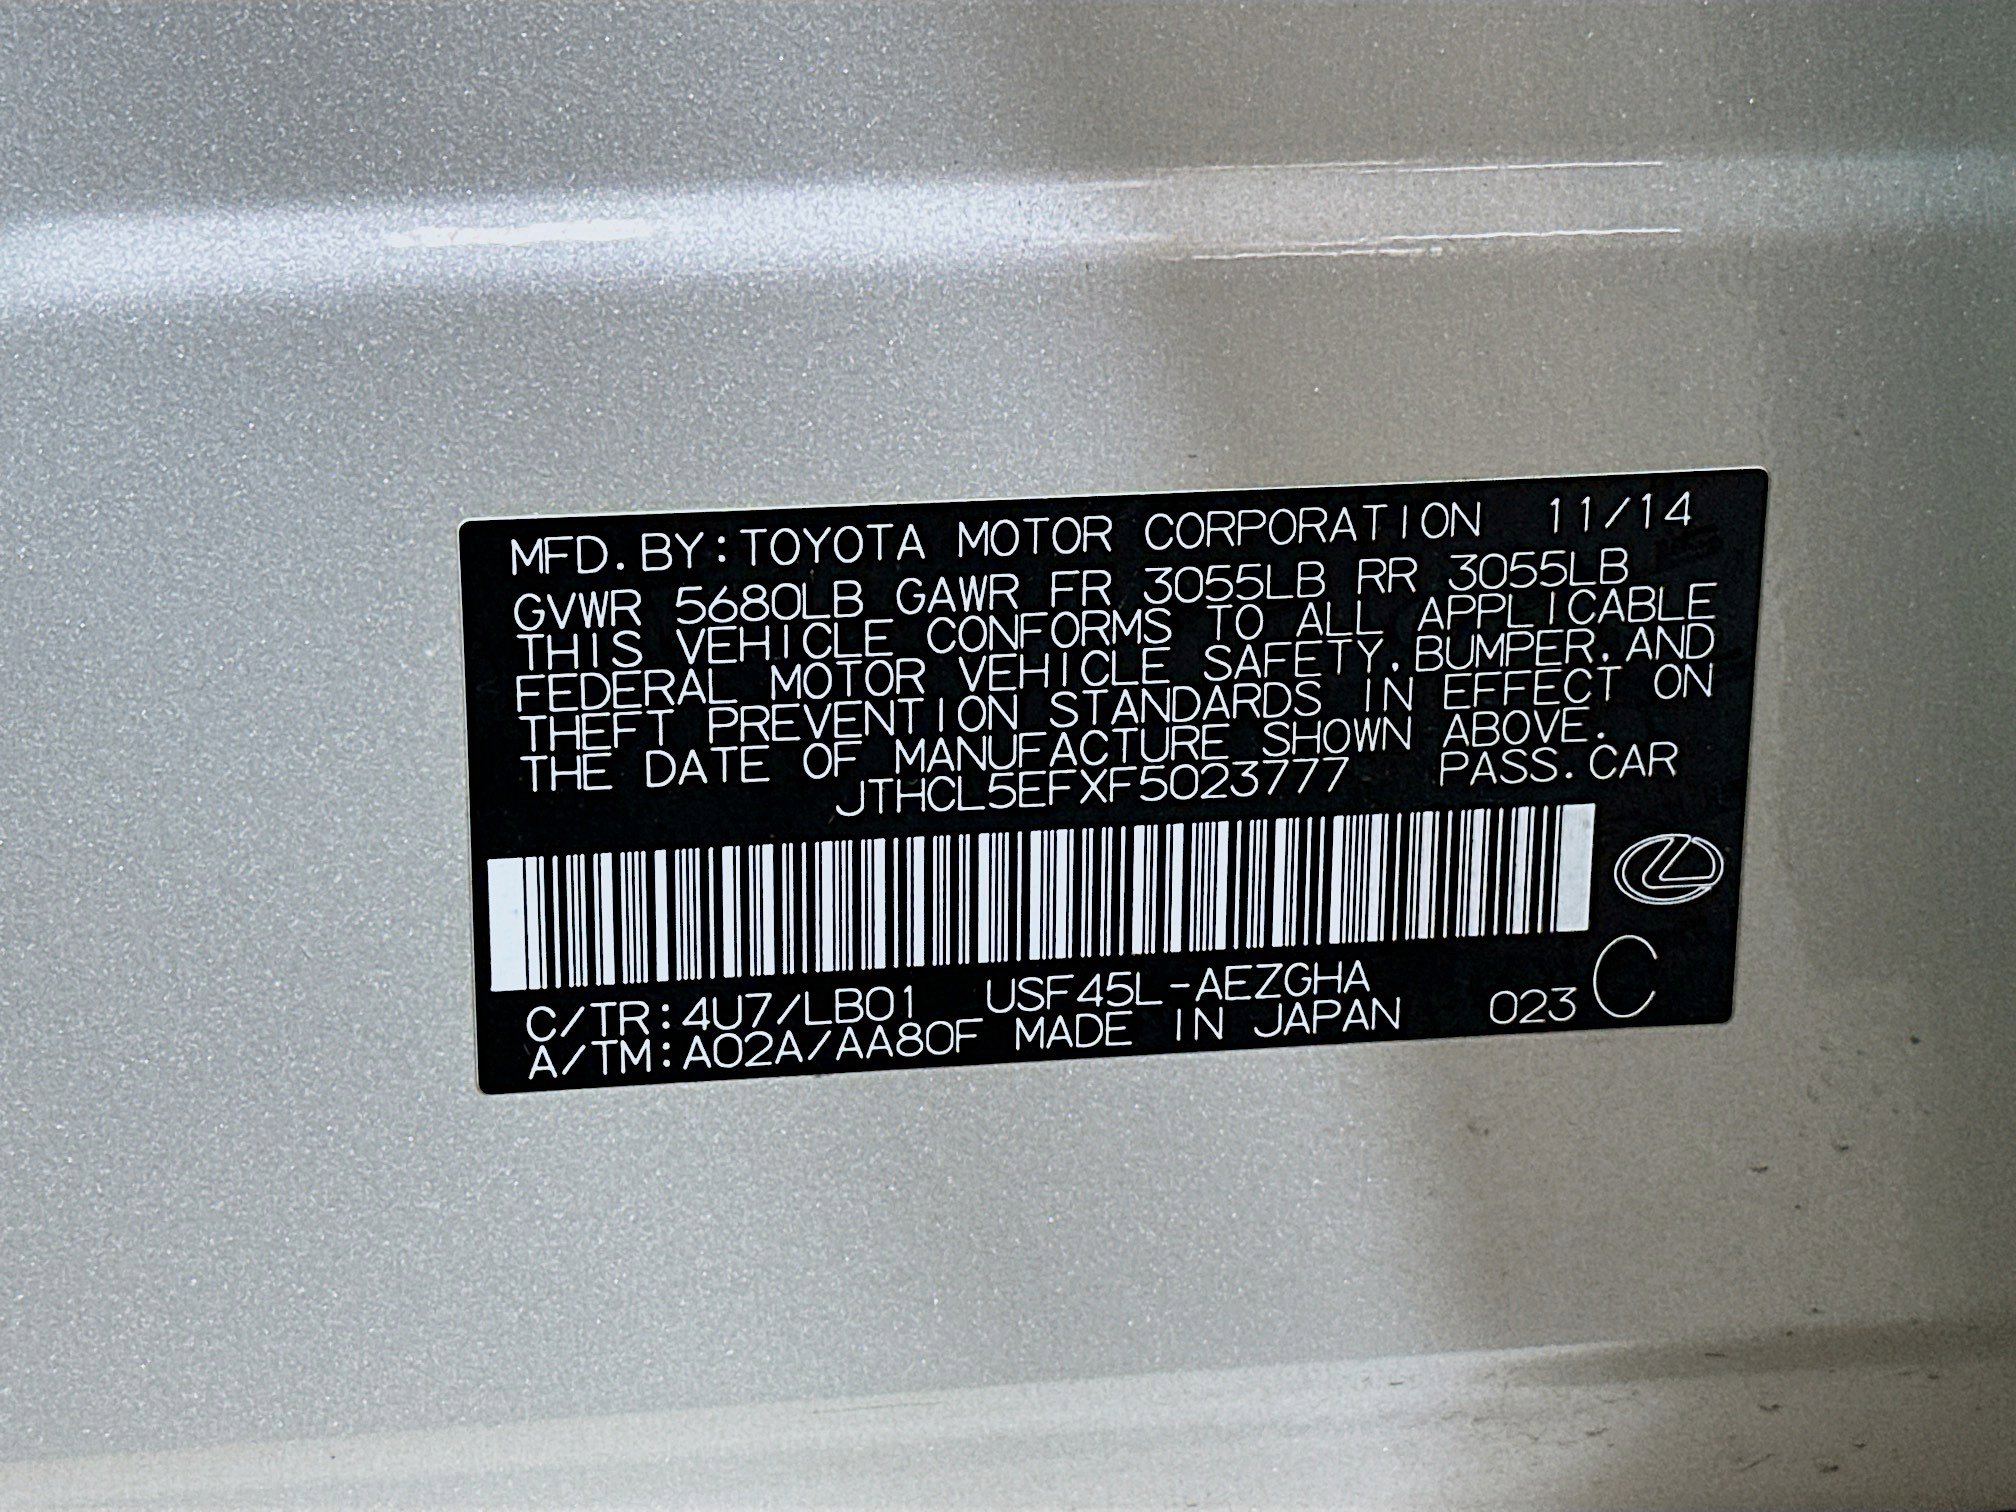 MFD.BY:TOYOTA MOTOR CORPORATION 11/14
GVWR 5680LB GAWR FR 3055LB RR 3055LB
THIS VEHICLE CONFORMS TO ALL APPLICABLE
FEDERAL MOTOR VEHICLE SAFETY,BUMPER,AND
THEFT PREVENTION STANDARDS IN EFFECT ON
THE DATE OF MANUFACTURE SHOWN ABOVE.
JTHCL5EFXF5023777 PASS.CAR
C/TR:4U7/LB01 USF45L-AEZGHA
A/TM:A02A/AA80F MADE IN JAPAN 023 C